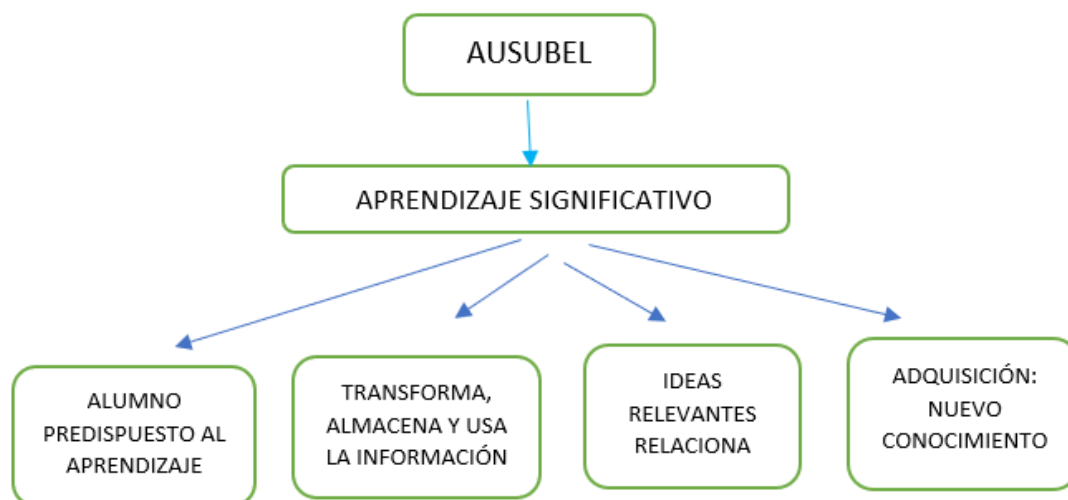 AUSUBEL
APRENDIZAJE SIGNIFICATIVO
ALUMNO
PREDISPUESTO AL
APRENDIZAJE
TRANSFORMA,
ALMACENA Y USA
LA INFORMACIÓN
IDEAS
RELEVANTES
RELACIONA
ADQUISICIÓN:
NUEVO
CONOCIMIENTO